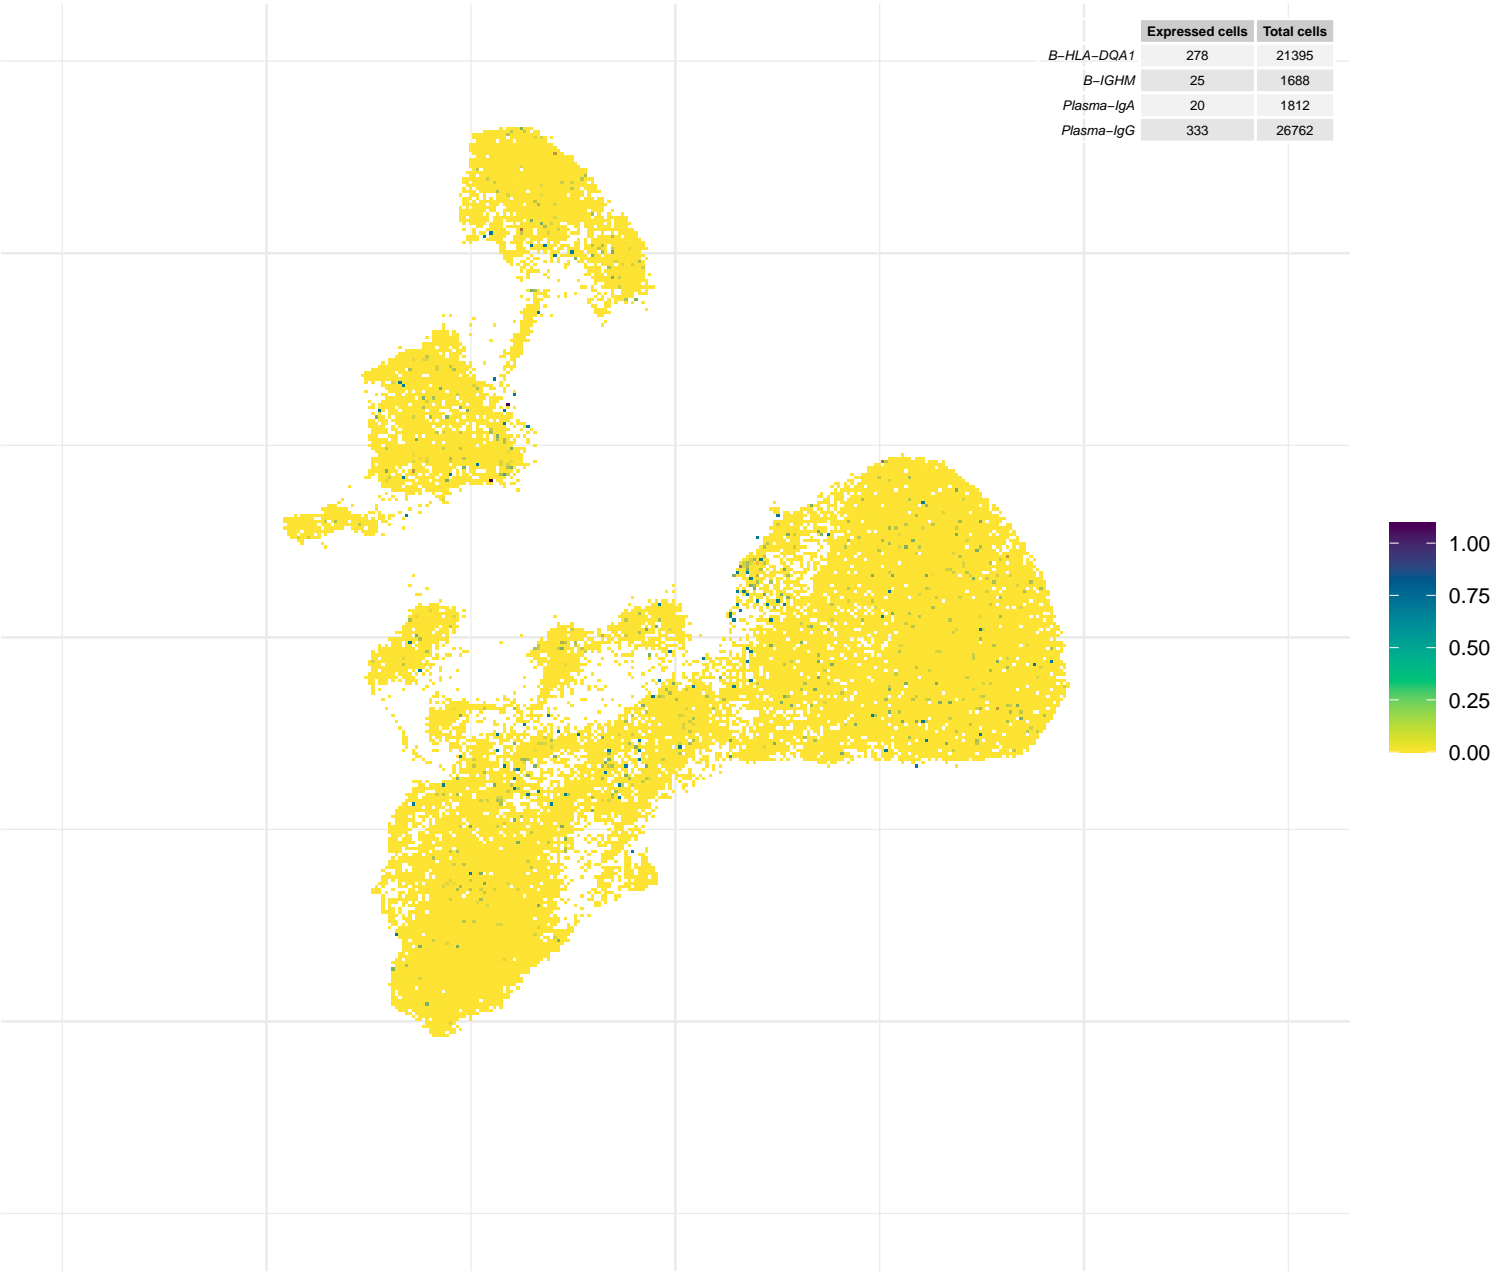 Expressed cells Total cells
B−HLA−DQA1 278 21395
B−IGHM 25 1688
Plasma−IgA 20 1812
Plasma−IgG 333 26762
1.00
0.75
0.50
0.25
0.00